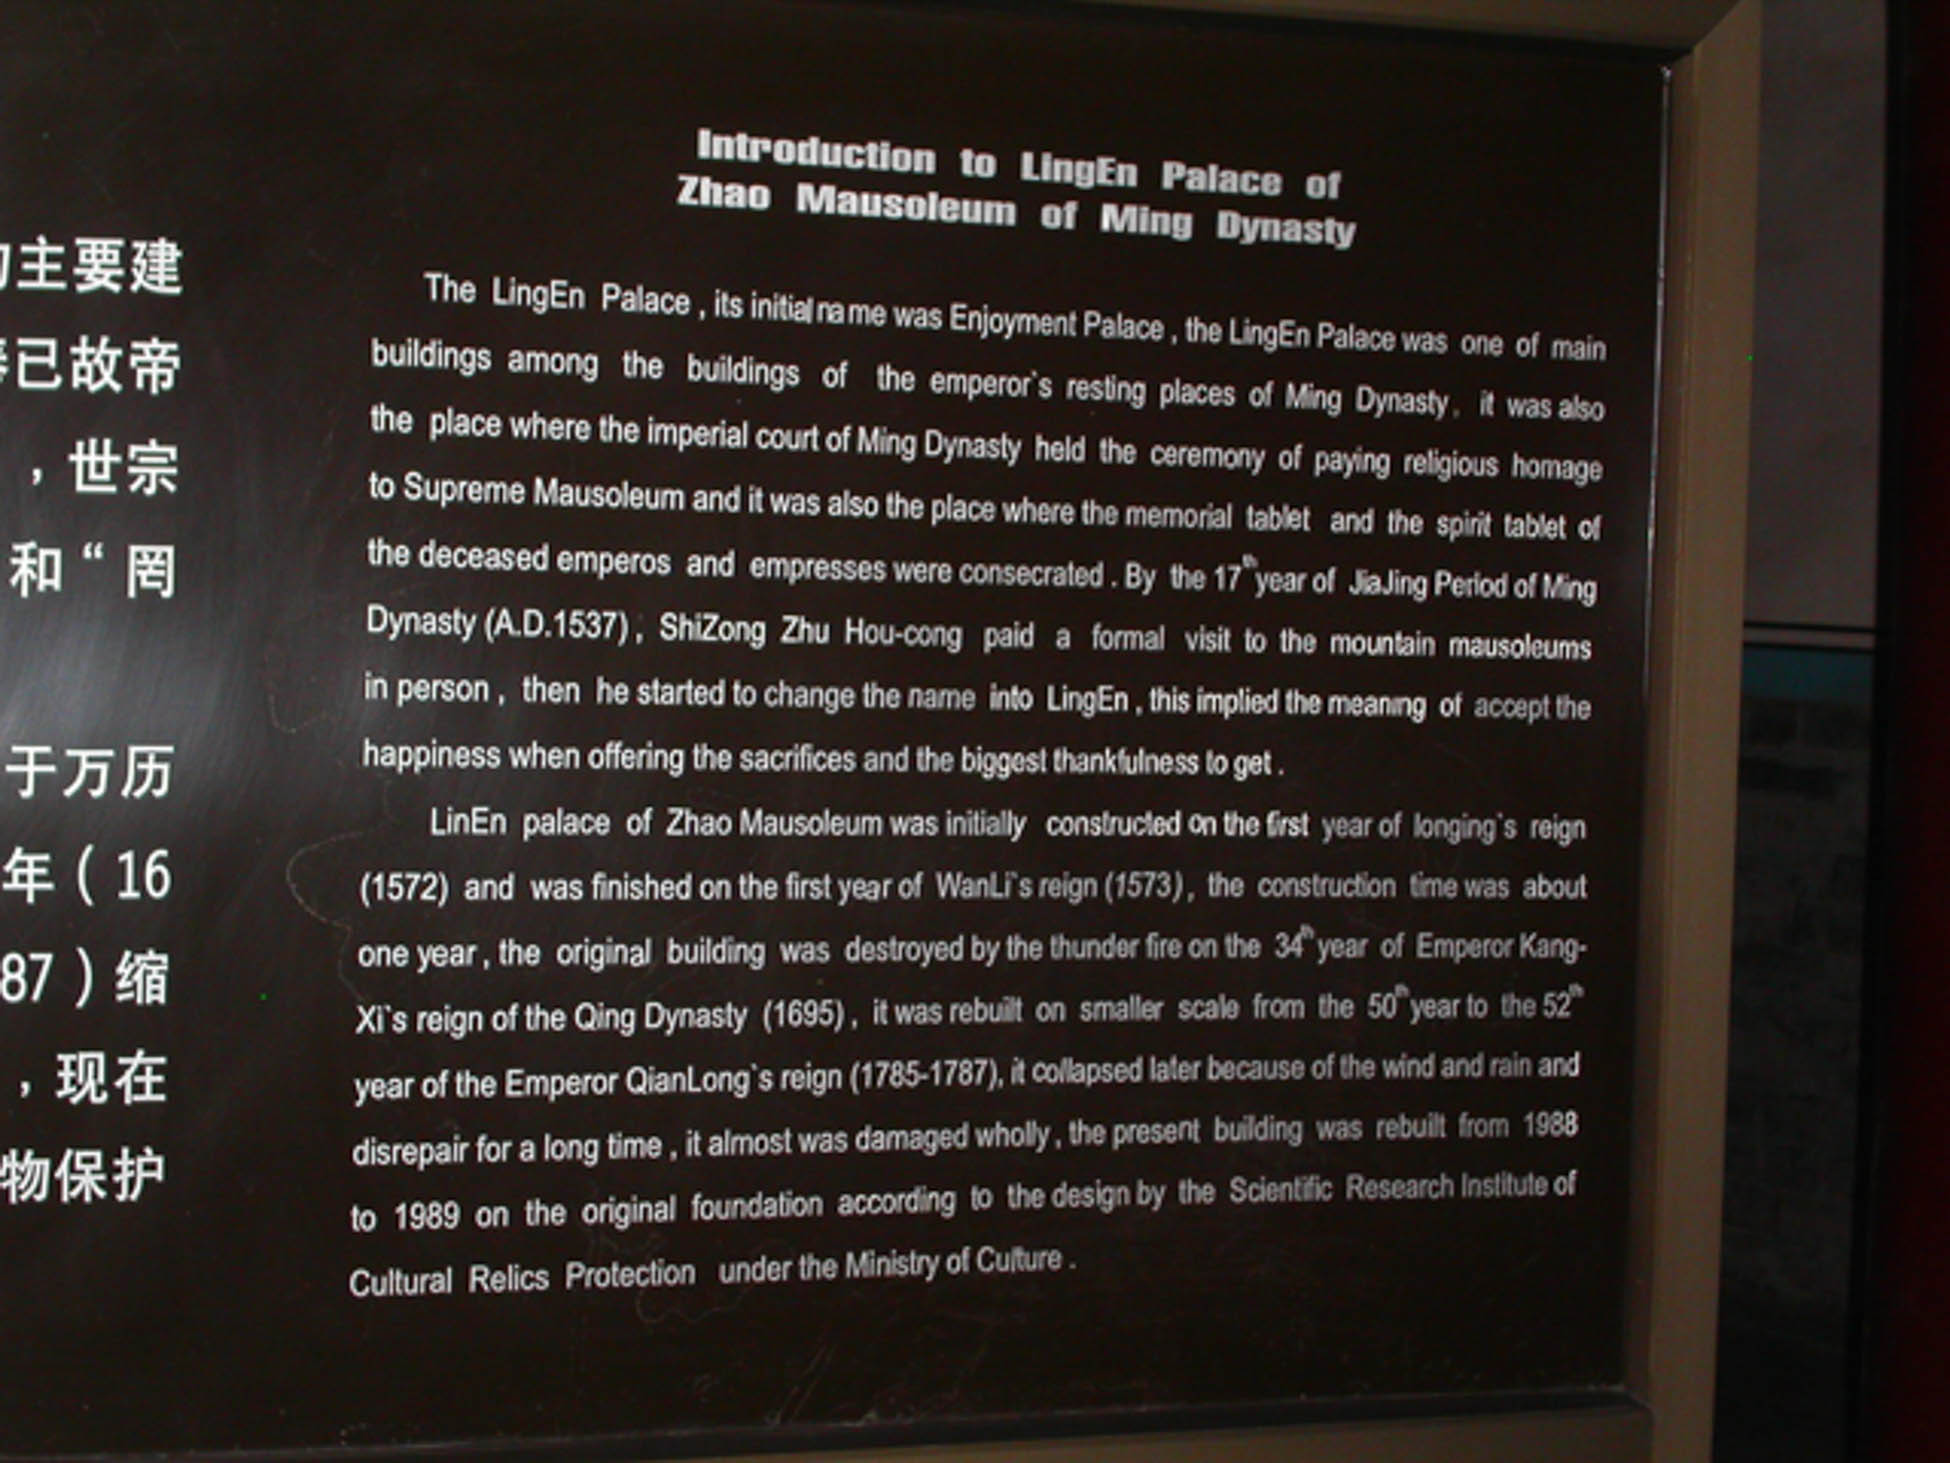 的主要建
已故帝
，世宗
和“罔
于万历
年(16
87)缩
，现在
物保护
Introduction to LingEn Palace of
Zhao Mausoleum of Ming Dynasty
The LingEn Palace , its initial name was Enjoyment Palace , the LingEn Palace was one of main
buildings among the buildings of the emperor`s resting places of Ming Dynasty, it was also
the place where the imperial court of Ming Dynasty held the ceremony of paying religious homage
to Supreme Mausoleum and it was also the place where the memorial tablet and the spirit tablet of
the deceased emperos and empresses were consecrated . By the 17th year of JiaJing Period of Ming
Dynasty (A.D.1537) , ShiZong Zhu Hou-cong paid a formal visit to the mountain mausoleums
in person , then he started to change the name into LingEn , this implied the meaning of accept the
happiness when offering the sacrifices and the biggest thankfulness to get .
LinEn palace of Zhao Mausoleum was initially constructed on the first year of longing`s reign
(1572) and was finished on the first year of WanLi`s reign (1573) , the construction time was about
one year , the original building was destroyed by the thunder fire on the 34th year of Emperor Kang-
Xi`s reign of the Qing Dynasty (1695) , it was rebuilt on smaller scale from the 50th year to the 52th
year of the Emperor QianLong`s reign (1785-1787), it collapsed later because of the wind and rain and
disrepair for a long time , it almost was damaged wholly , the present building was rebuilt from 1988
to 1989 on the original foundation according to the design by the Scientific Research Institute of
Cultural Relics Protection under the Ministry of Culture .